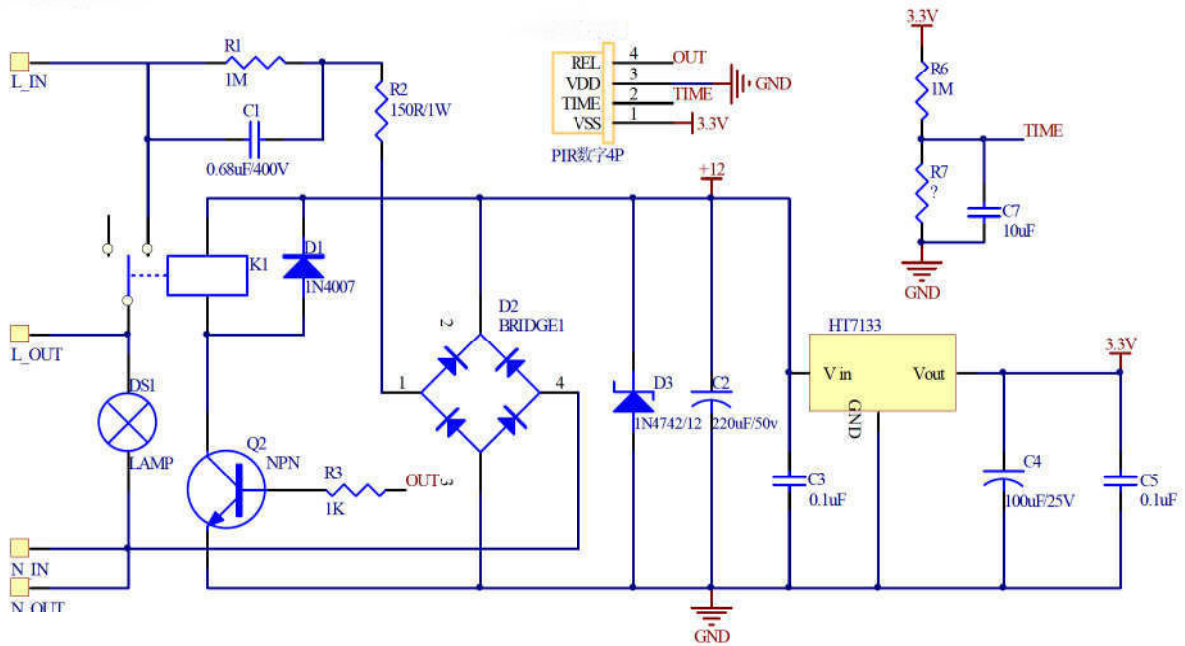 L_IN
R1
1M
C1
0.68uF/400V
R2
150R/1W
REL
VDD
TIME
VSS
4
3
2
1
OUT
GND
TIME
3.3V
PIR数字4P
3.3V
R6
1M
TIME
R7
?
C7
10uF
GND
+12
K1
D1
1N4007
L_OUT
DS1
LAMP
D2
BRIDGE1
2
1
4
3
Q2
NPN
R3
1K
OUT
D3
1N4742/12
C2
220uF/50v
HT7133
V in
Vout
GND
3.3V
C3
0.1uF
C4
100uF/25V
C5
0.1uF
N_IN
N_OUT
GND